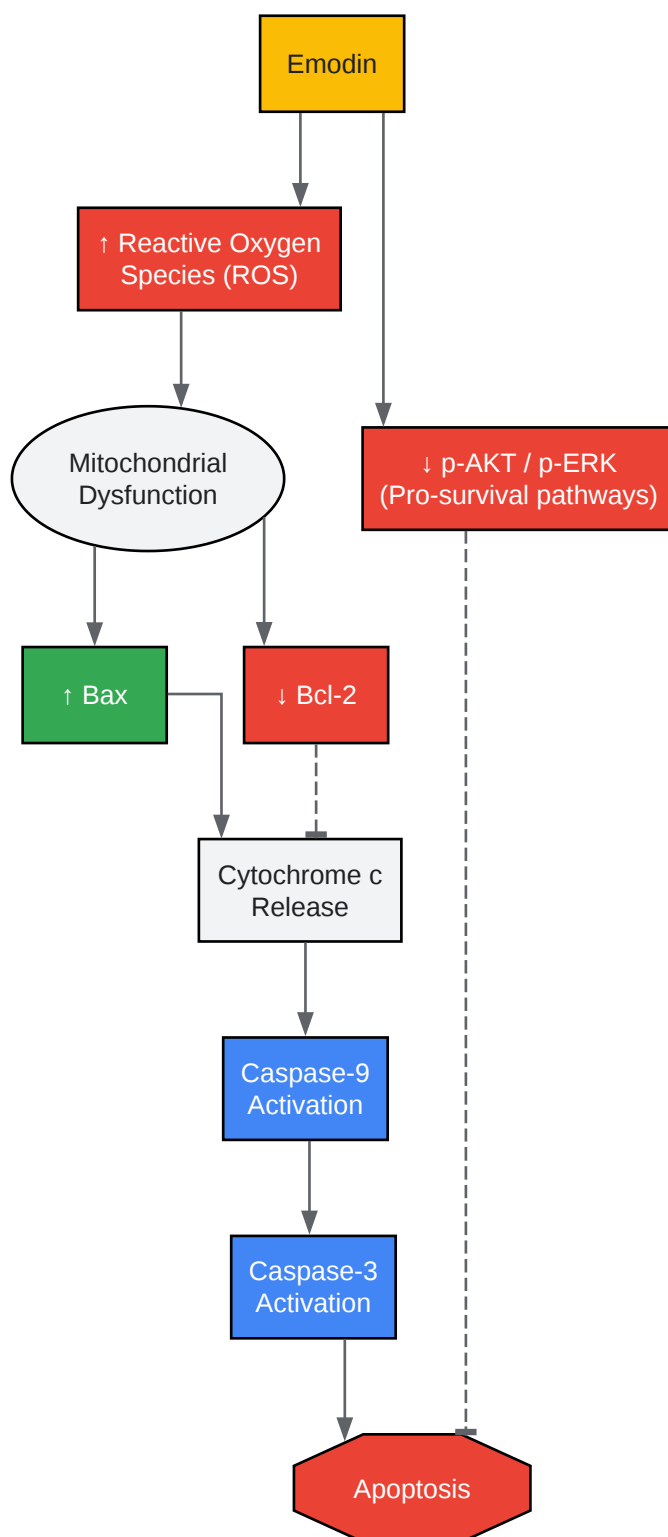 Emodin
↑ Reactive Oxygen
Species (ROS)
Mitochondrial
Dysfunction
↓ p-AKT / p-ERK
(Pro-survival pathways)
↑ Bax
↓ Bcl-2
Cytochrome c
Release
Caspase-9
Activation
Caspase-3
Activation
Apoptosis